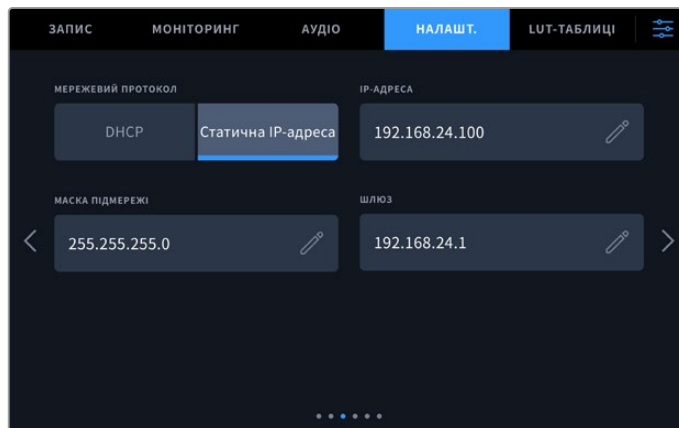 ЗАПИС МОНІТОРИНГ АУДІО НАЛАШТ. LUT-ТАБЛИЦІ
МЕРЕЖЕВИЙ ПРОТОКОЛ IP-АДРЕСА
DHCP Статична IP-адреса 192.168.24.100
МАСКА ПІДМЕРЕЖІ ШЛЮЗ
255.255.255.0 192.168.24.1